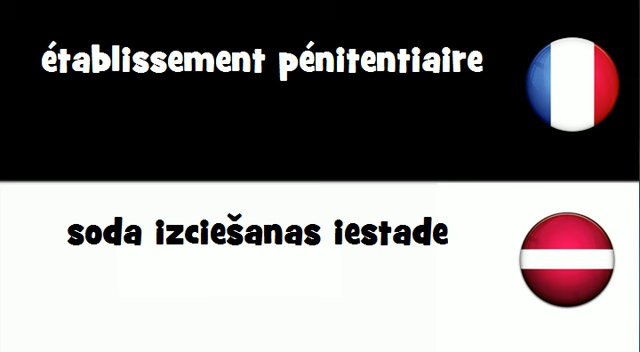 établissement pénitentiaire
soda izciešanas iestade